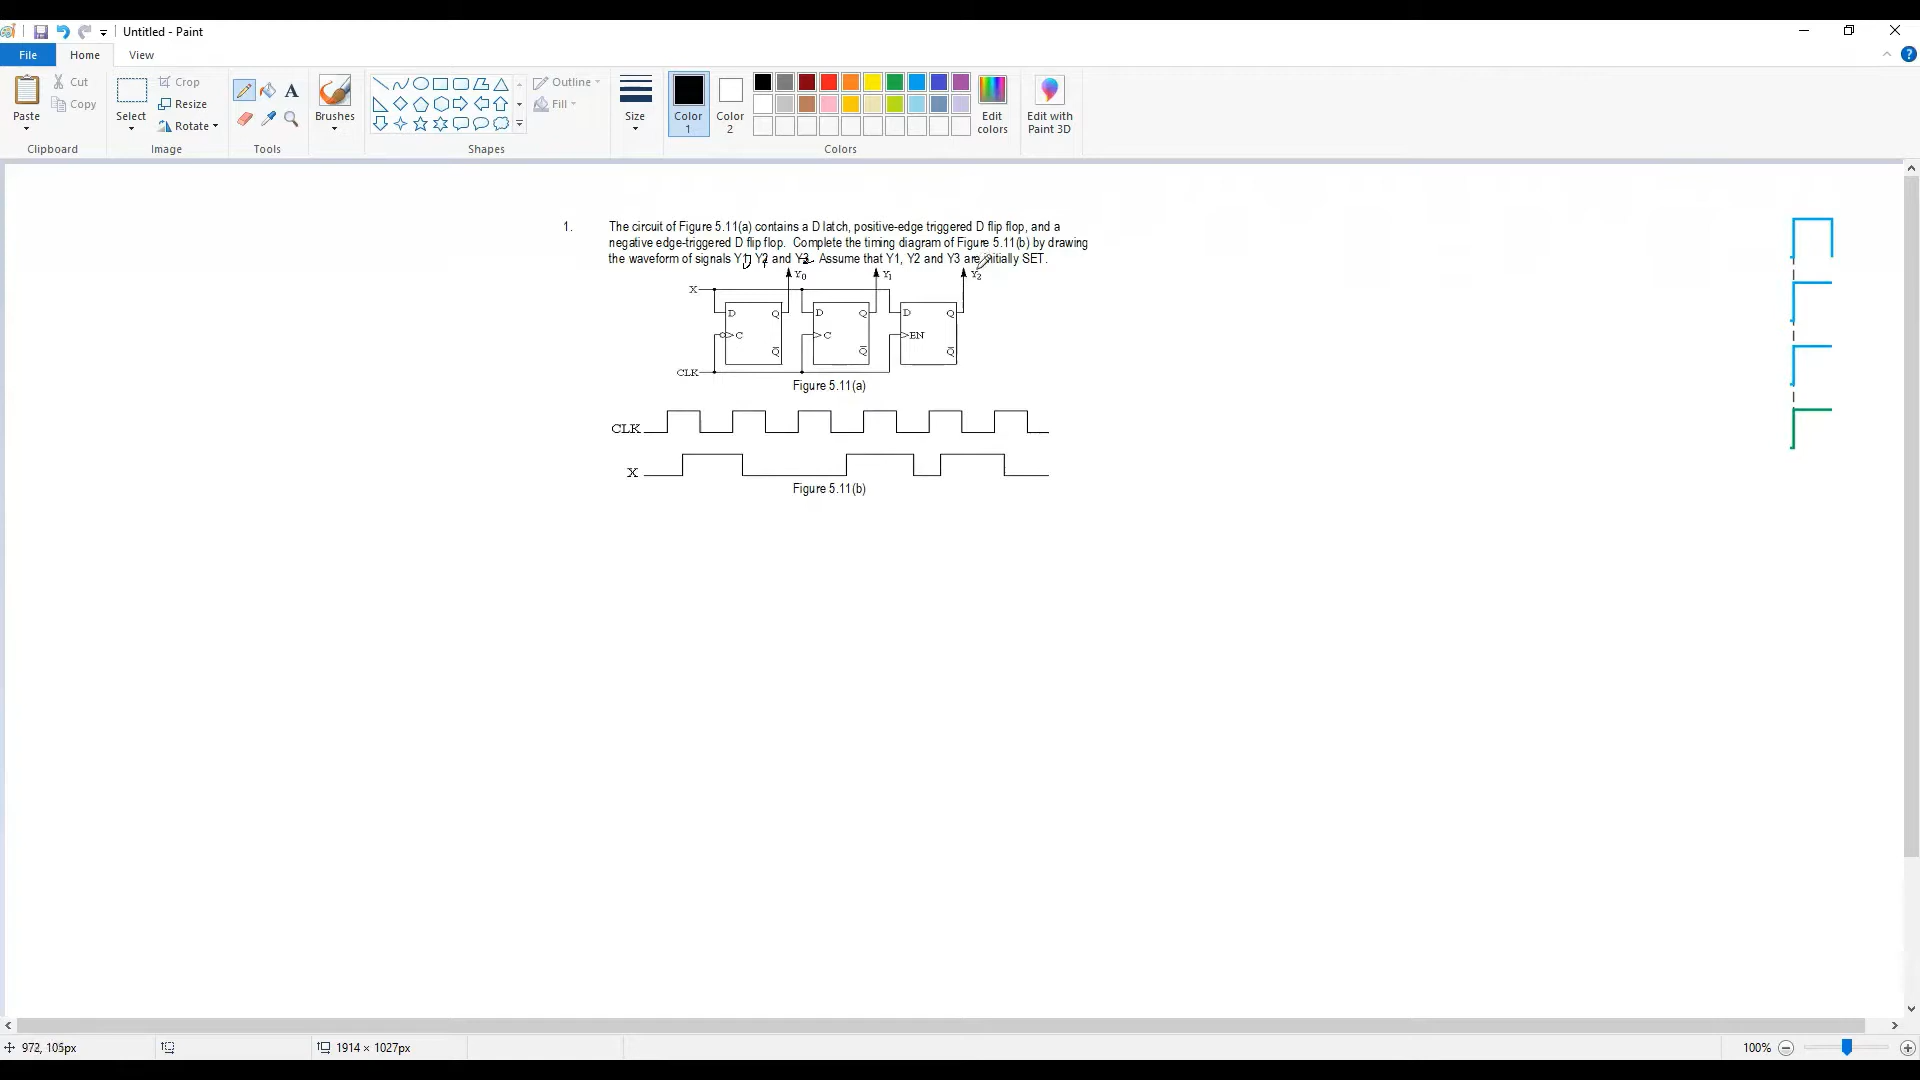 Untitled - Paint
File Home View
Paste
Cut
Copy
Clipboard
Select
Crop
Resize
Rotate
Image
Tools
Brushes
Outline
Fill
Shapes
Size
Color 1
Color 2
Edit colors
Colors
Edit with Paint 3D
1. The circuit of Figure 5.11(a) contains a D latch, positive-edge triggered D flip flop, and a
negative edge-triggered D flip flop. Complete the timing diagram of Figure 5.11(b) by drawing
the waveform of signals Y, Y and Y. Assume that Y1, Y2 and Y3 are initially SET.
Y0 Y1 Y2
X
D Q D Q D Q
C C EN
Q̅ Q̅ Q̅
CLK
Figure 5.11(a)
CLK
X
Figure 5.11(b)
972, 105px
1914 × 1027px
100%